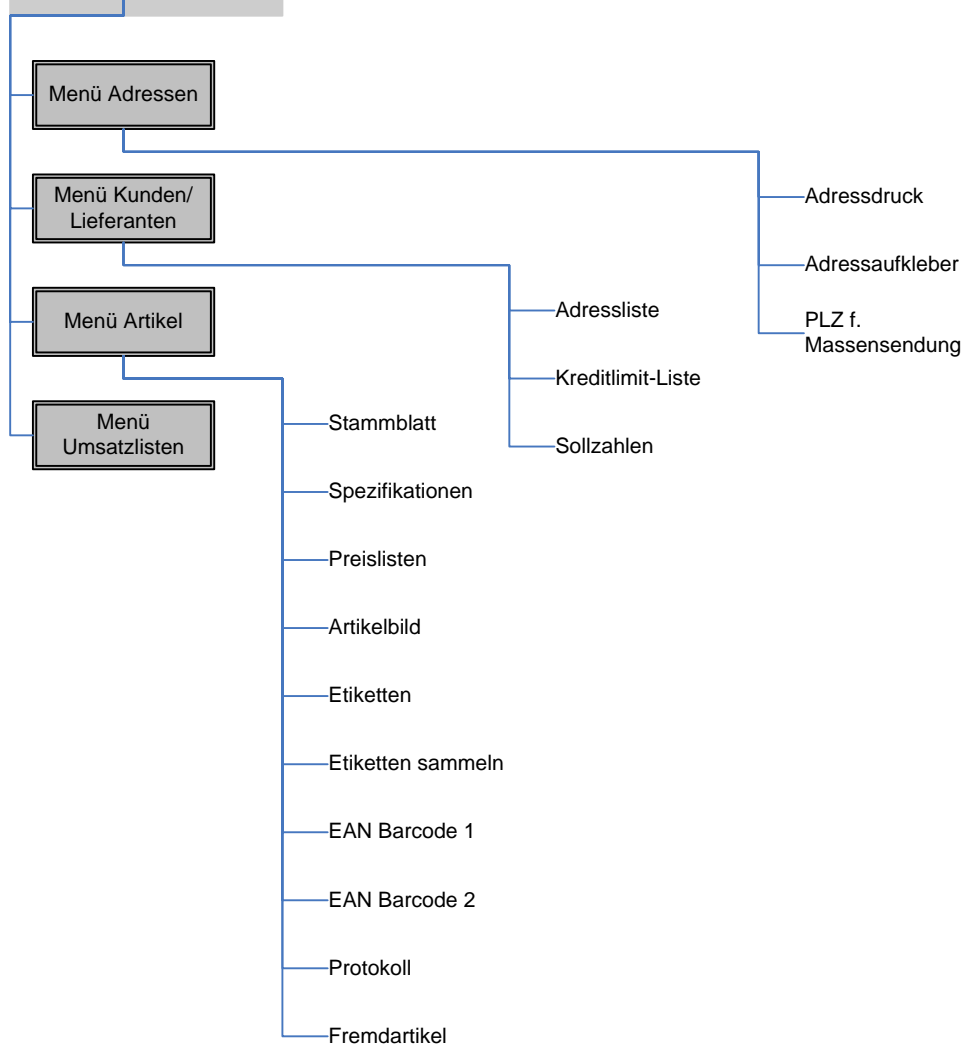 Menü Adressen
Menü Kunden/
Lieferanten
Menü Artikel
Menü
Umsatzlisten
Adressdruck
Adressaufkleber
PLZ f.
Massensendung
Adressliste
Kreditlimit-Liste
Sollzahlen
Stammblatt
Spezifikationen
Preislisten
Artikelbild
Etiketten
Etiketten sammeln
EAN Barcode 1
EAN Barcode 2
Protokoll
Fremdartikel